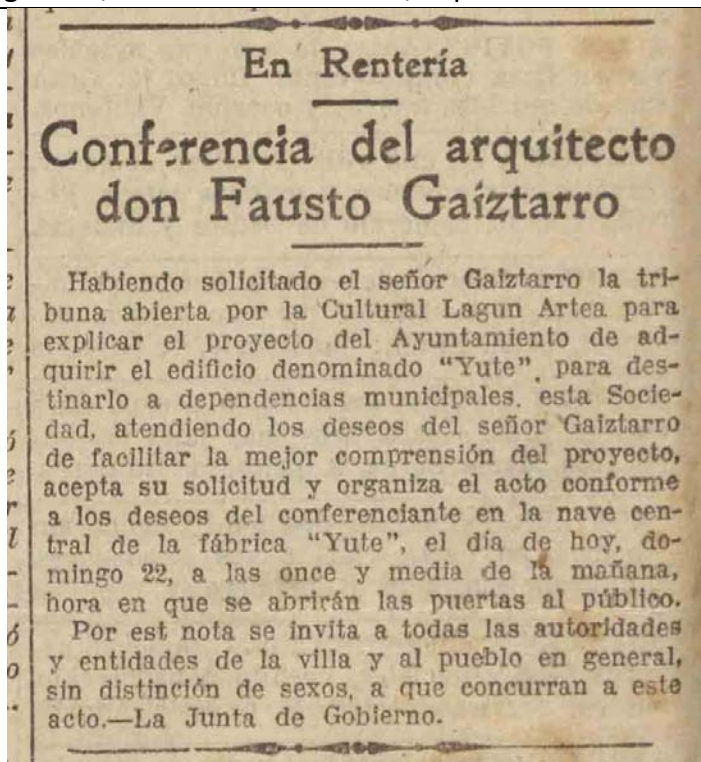 En Rentería
Conferencia del arquitecto
don Fausto Gaíztarro
Habiendo solicitado el señor Gaiztarro la tri-
buna abierta por la Cultural Lagun Artea para
explicar el proyecto del Ayuntamiento de ad-
quirir el edificio denominado "Yute", para des-
tinarlo a dependencias municipales, esta Socie-
dad, atendiendo los deseos del señor Gaiztarro
de facilitar la mejor comprensión del proyecto,
acepta su solicitud y organiza el acto conforme
a los deseos del conferenciante en la nave cen-
tral de la fábrica "Yute", el día de hoy, do-
mingo 22, a las once y media de la mañana,
hora en que se abrirán las puertas al público.
Por est nota se invita a todas las autoridades
y entidades de la villa y al pueblo en general,
sin distinción de sexos, a que concurran a este
acto.—La Junta de Gobierno.